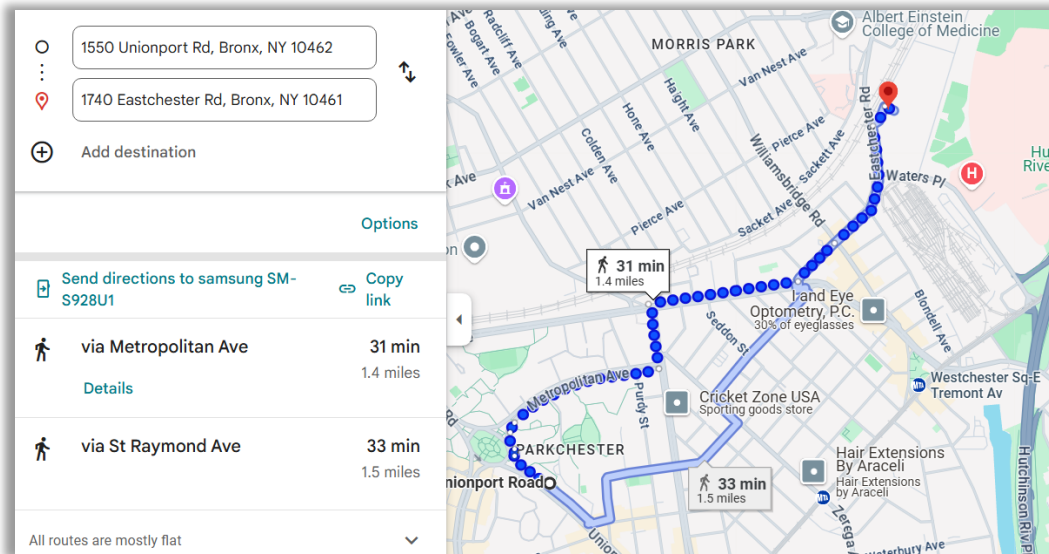 1550 Unionport Rd, Bronx, NY 10462
1740 Eastchester Rd, Bronx, NY 10461
Add destination
Options
Send directions to samsung SM-
S928U1
Copy
link
via Metropolitan Ave
31 min
1.4 miles
Details
via St Raymond Ave
33 min
1.5 miles
All routes are mostly flat
Albert Einstein
College of Medicine
MORRIS PARK
Radcliff Ave
Bogart Ave
Fowler Ave
Van Nest Ave
Haight Ave
Hone Ave
Colden Ave
Pierce Ave
Williamsbridge Rd
Sackett Ave
Eastchester Rd
Waters Pl
H
Van Nest Ave
Pierce Ave
Sacket Ave
31 min
1.4 miles
Eye
Optometry, P.C.
30% of eyeglasses
Seddon St
Blondell Ave
Metropolitan Ave
Purdy St
Westchester Sq-E
Tremont Av
Cricket Zone USA
Sporting goods store
PARKCHESTER
nionport Road
33 min
1.5 miles
Hair Extensions
By Araceli
Hair Extensions
by Araceli
Zerega
Hutchinson Riv P